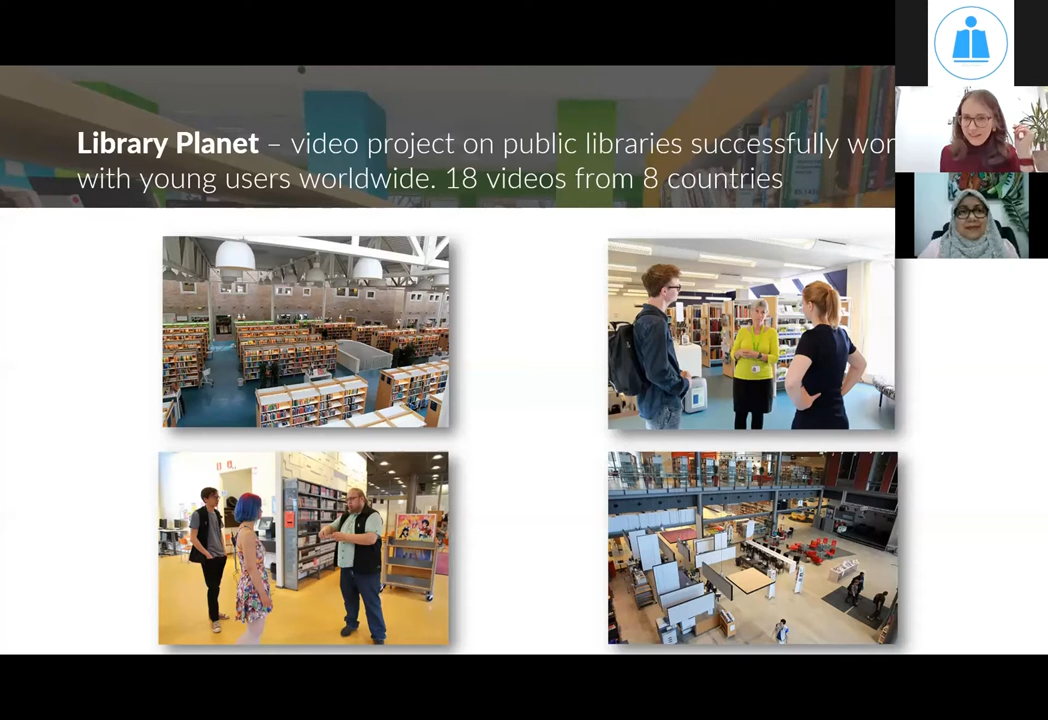 Library Planet – video project on public libraries successfully wor
with young users worldwide. 18 videos from 8 countries